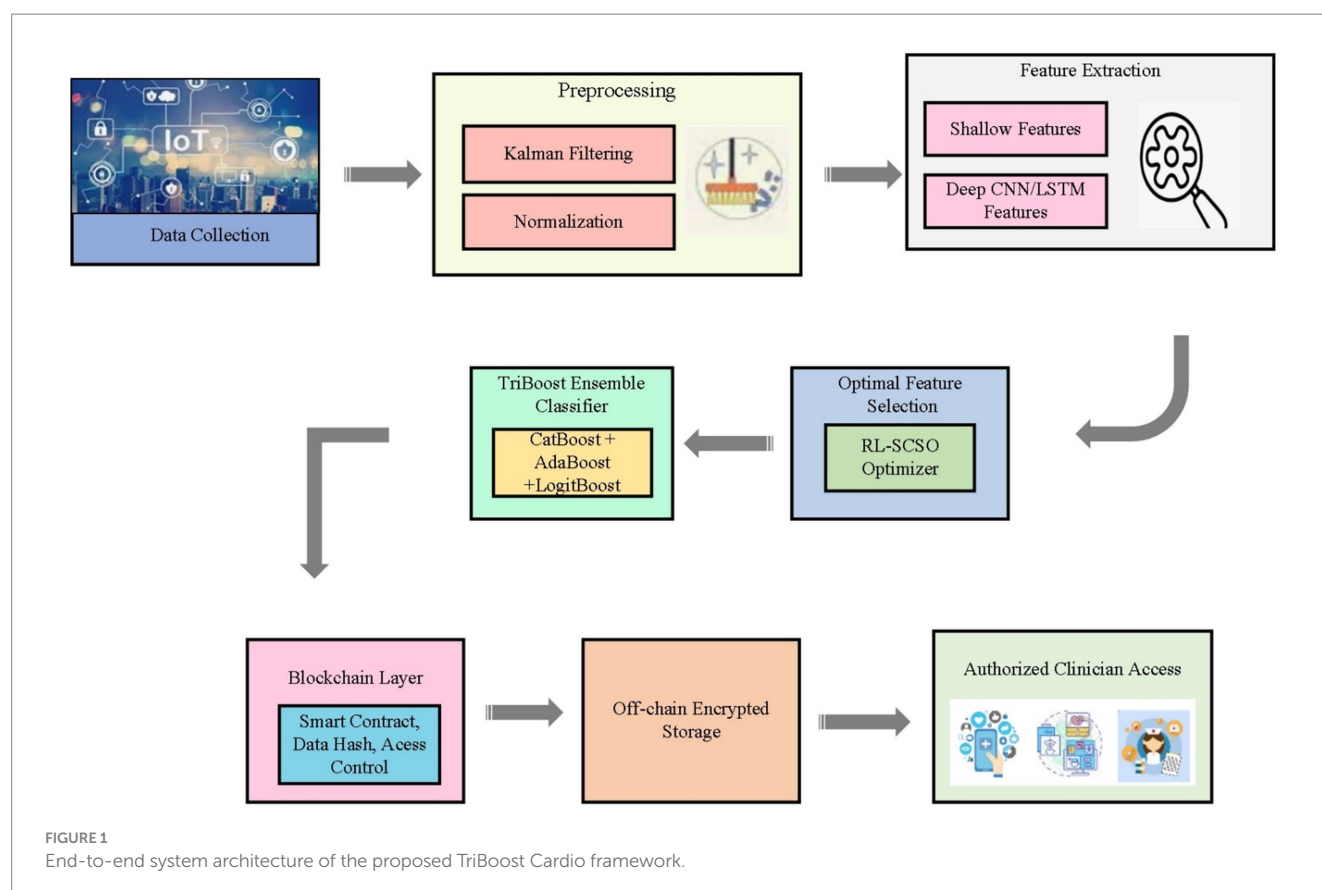 IoT
Data Collection
Preprocessing
Kalman Filtering
Normalization
Feature Extraction
Shallow Features
Deep CNN/LSTM
Features
Optimal Feature
Selection
RL-SCSO
Optimizer
TriBoost Ensemble
Classifier
CatBoost +
AdaBoost
+LogitBoost
Blockchain Layer
Smart Contract,
Data Hash, Acess
Control
Off-chain Encrypted
Storage
Authorized Clinician Access
FIGURE 1
End-to-end system architecture of the proposed TriBoost Cardio framework.